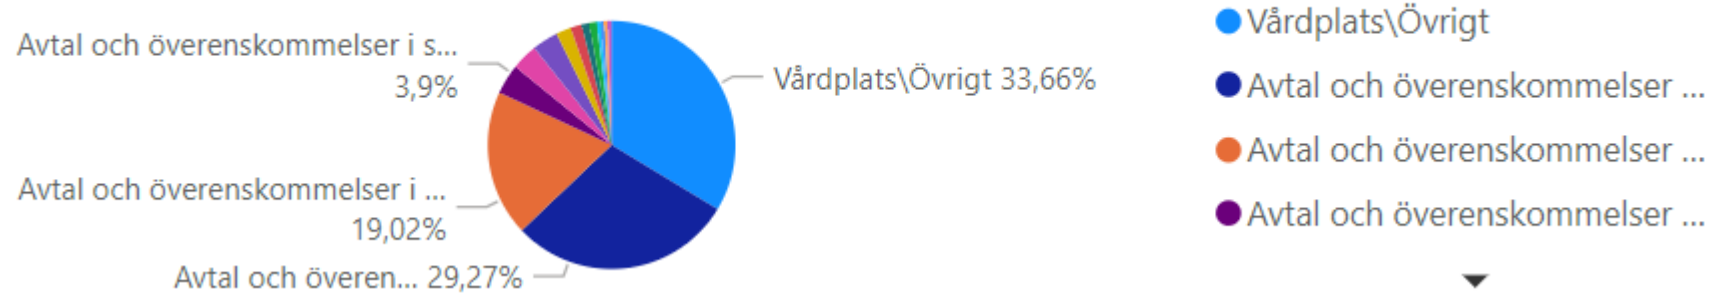 Avtal och överenskommelser i s...
3,9%
Vårdplats\Övrigt 33,66%
Avtal och överenskommelser i ...
19,02%
Avtal och överen... 29,27%
Vårdplats\Övrigt
Avtal och överenskommelser ...
Avtal och överenskommelser ...
Avtal och överenskommelser ...